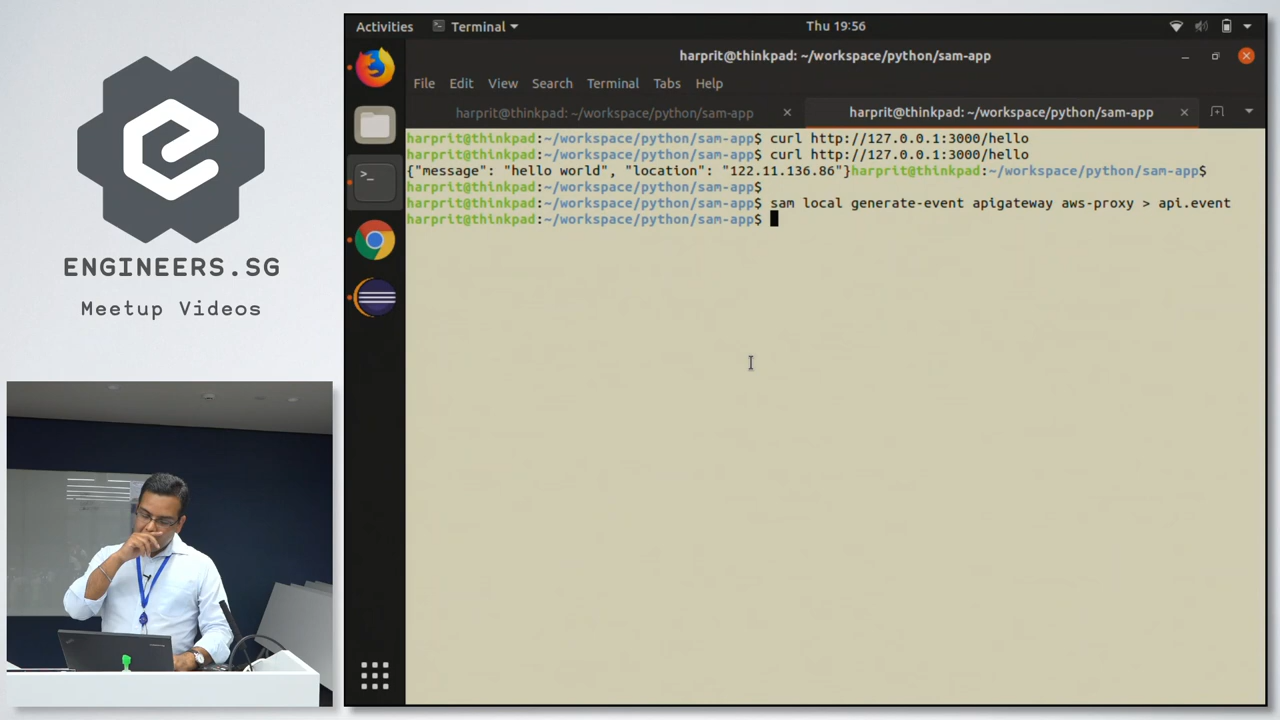 ENGINEERS.SG
Meetup Videos
Activities
Terminal
Thu 19:56
harprit@thinkpad: ~/workspace/python/sam-app
File Edit View Search Terminal Tabs Help
harprit@thinkpad: ~/workspace/python/sam-app
harprit@thinkpad: ~/workspace/python/sam-app
harprit@thinkpad:~/workspace/python/sam-app$ curl http://127.0.0.1:3000/hello
harprit@thinkpad:~/workspace/python/sam-app$ curl http://127.0.0.1:3000/hello
{"message": "hello world", "location": "122.11.136.86"}harprit@thinkpad:~/workspace/python/sam-app$
harprit@thinkpad:~/workspace/python/sam-app$
harprit@thinkpad:~/workspace/python/sam-app$ sam local generate-event apigateway aws-proxy > api.event
harprit@thinkpad:~/workspace/python/sam-app$